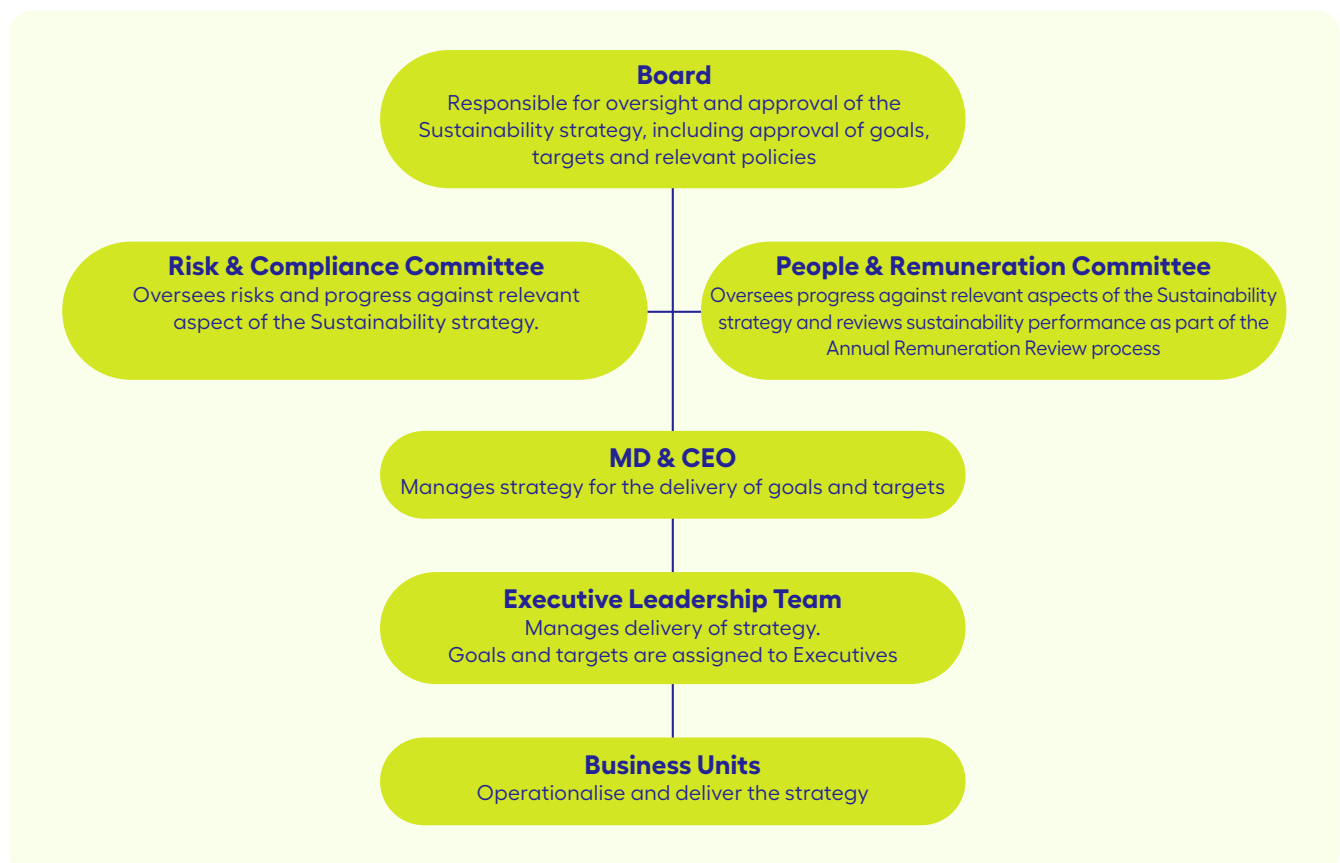 Board
Responsible for oversight and approval of the
Sustainability strategy, including approval of goals,
targets and relevant policies
Risk & Compliance Committee
Oversees risks and progress against relevant
aspect of the Sustainability strategy.
People & Remuneration Committee
Oversees progress against relevant aspects of the Sustainability
strategy and reviews sustainability performance as part of the
Annual Remuneration Review process
MD & CEO
Manages strategy for the delivery of goals and targets
Executive Leadership Team
Manages delivery of strategy.
Goals and targets are assigned to Executives
Business Units
Operationalise and deliver the strategy